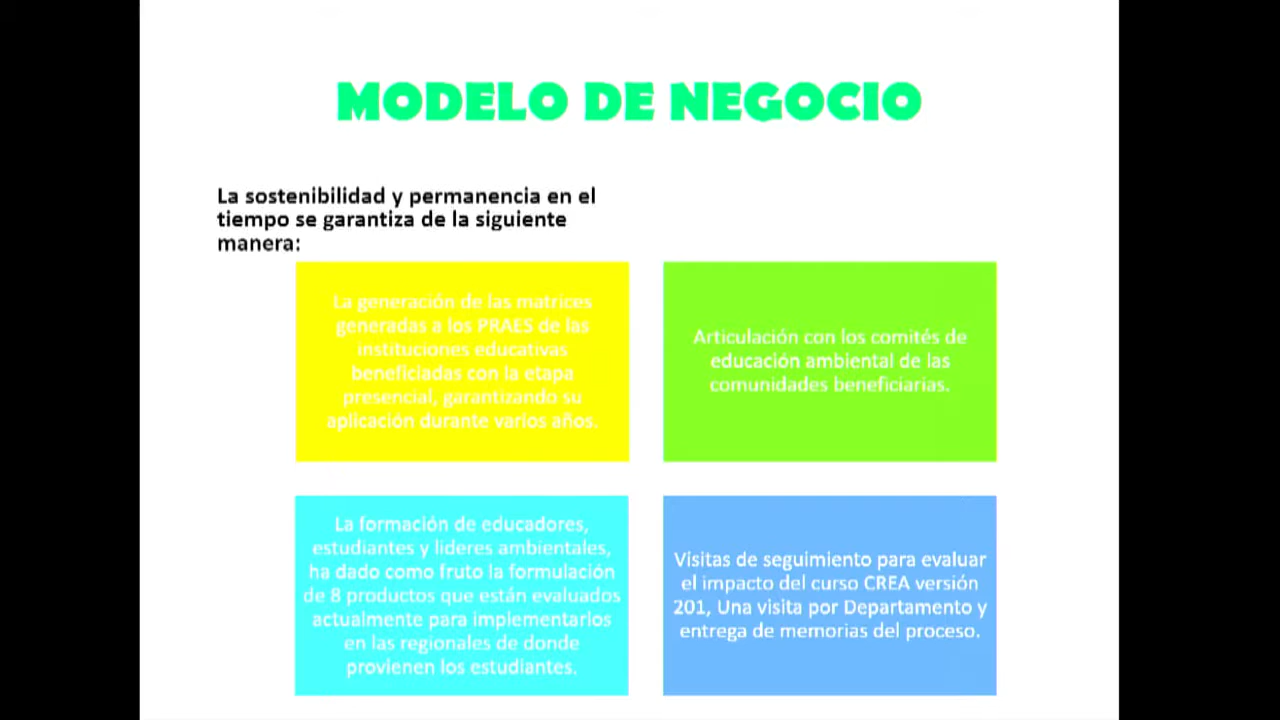 MODELO DE NEGOCIO
La sostenibilidad y permanencia en el
tiempo se garantiza de la siguiente
manera:
La generación de las matrices
generadas a los PRAES de las
instituciones educativas
beneficiadas con la etapa
presencial, garantizando su
aplicación durante varios años.
Articulación con los comités de
educación ambiental de las
comunidades beneficiarias.
La formación de educadores,
estudiantes y lideres ambientales,
ha dado como fruto la formulación
de 8 productos que están evaluados
actualmente para implementarlos
en las regionales de donde
provienen los estudiantes.
Visitas de seguimiento para evaluar
el impacto del curso CREA versión
201, Una visita por Departamento y
entrega de memorias del proceso.